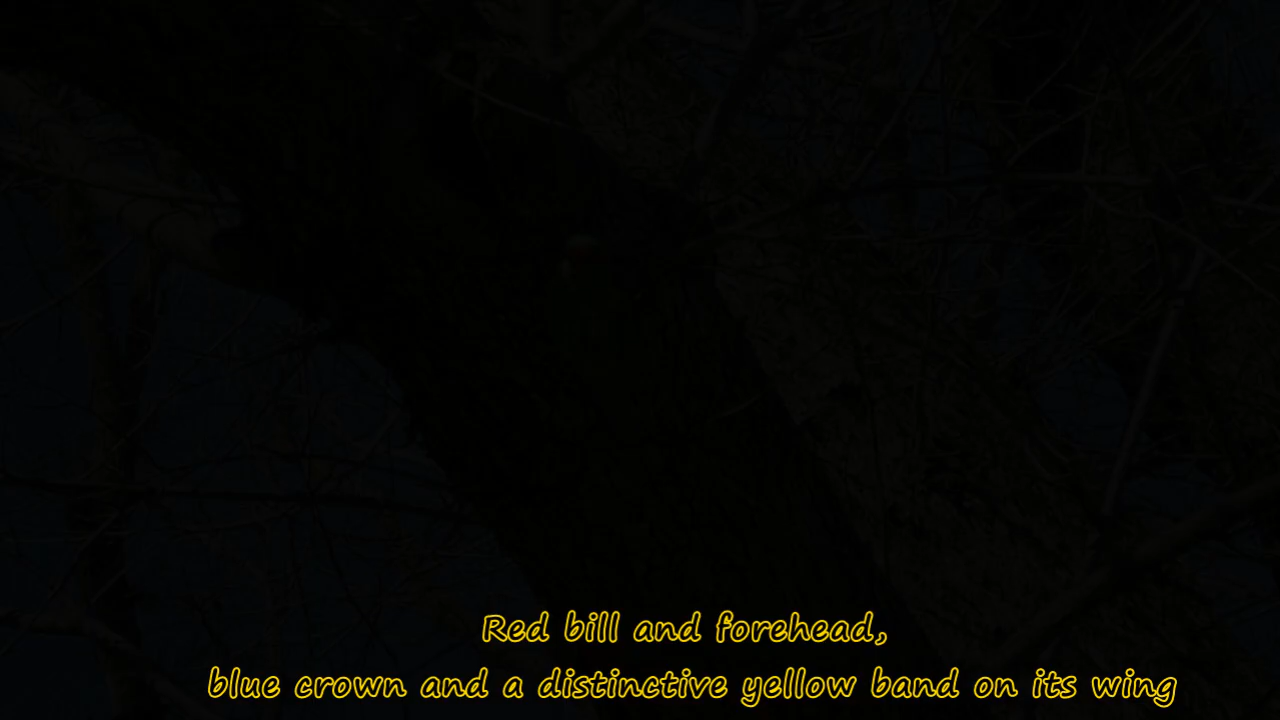 Red bill and forehead,
blue crown and a distinctive yellow band on its wing